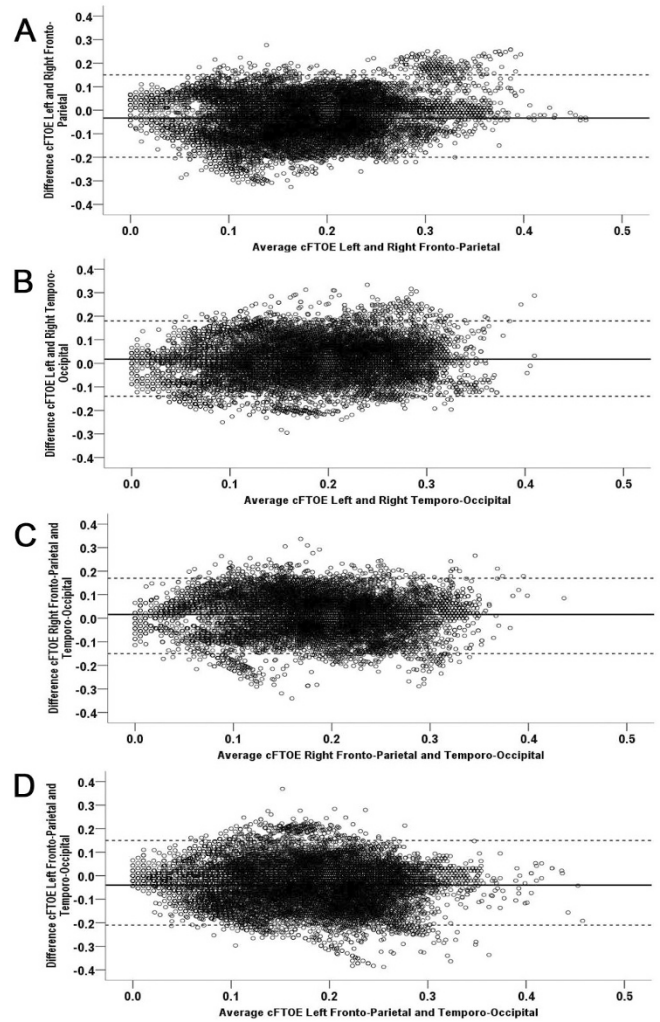 A
Difference cFTOE Left and Right Fronto-
Parietal
0.4
0.3
0.2
0.1
0.0
-0.1
-0.2
-0.3
-0.4
0.0 0.1 0.2 0.3 0.4 0.5
Average cFTOE Left and Right Fronto-Parietal
B
Difference cFTOE Left and Right Temporo-
Occipital
0.4
0.3
0.2
0.1
0.0
-0.1
-0.2
-0.3
-0.4
0.0 0.1 0.2 0.3 0.4 0.5
Average cFTOE Left and Right Temporo-Occipital
C
Difference cFTOE Right Fronto-Parietal and
Temporo-Occipital
0.4
0.3
0.2
0.1
0.0
-0.1
-0.2
-0.3
-0.4
0.0 0.1 0.2 0.3 0.4 0.5
Average cFTOE Right Fronto-Parietal and Temporo-Occipital
D
Difference cFTOE Left Fronto-Parietal and
Temporo-Occipital
0.4
0.3
0.2
0.1
0.0
-0.1
-0.2
-0.3
-0.4
0.0 0.1 0.2 0.3 0.4 0.5
Average cFTOE Left Fronto-Parietal and Temporo-Occipital